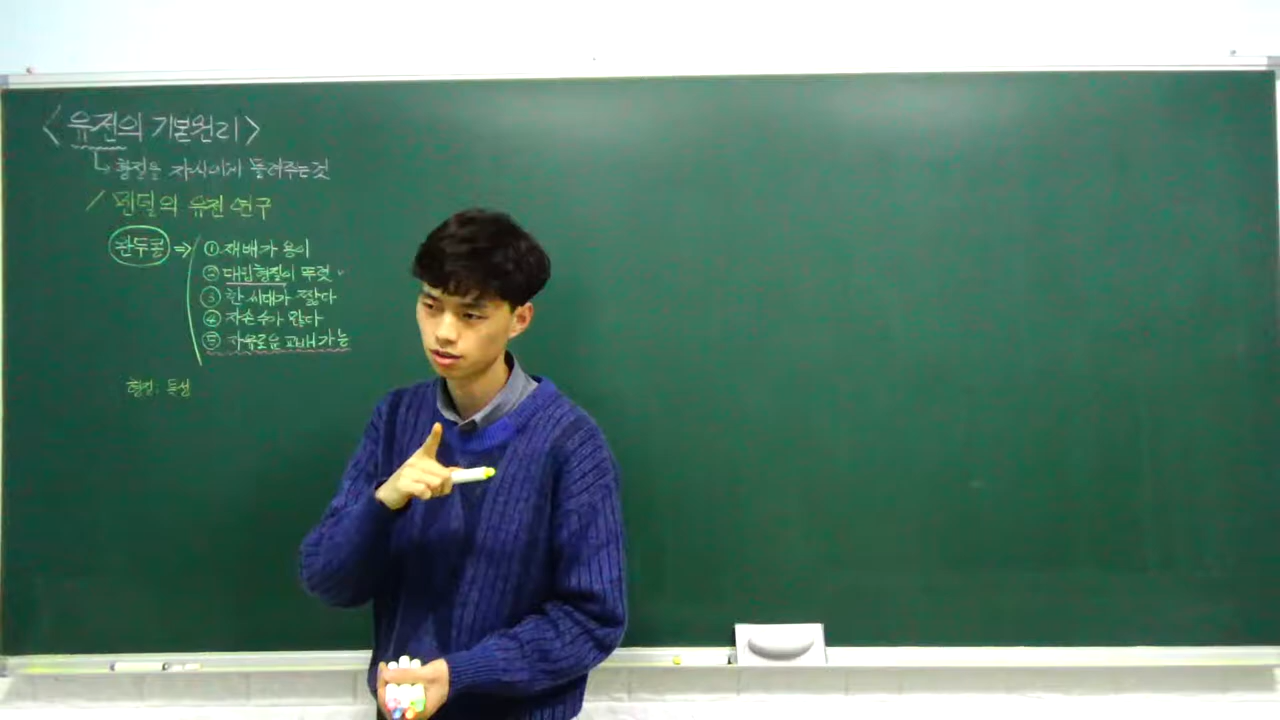 <유전의 기본원리>
↳ 형질을 자식에게 물려주는 것
/ 멘델의 유전 연구
완두콩 ⇒ ① 재배가 용이
② 대립형질이 뚜렷
③ 한 세대가 짧다
④ 자손 수가 많다
⑤ 자유로운 교배가능
형질: 특성